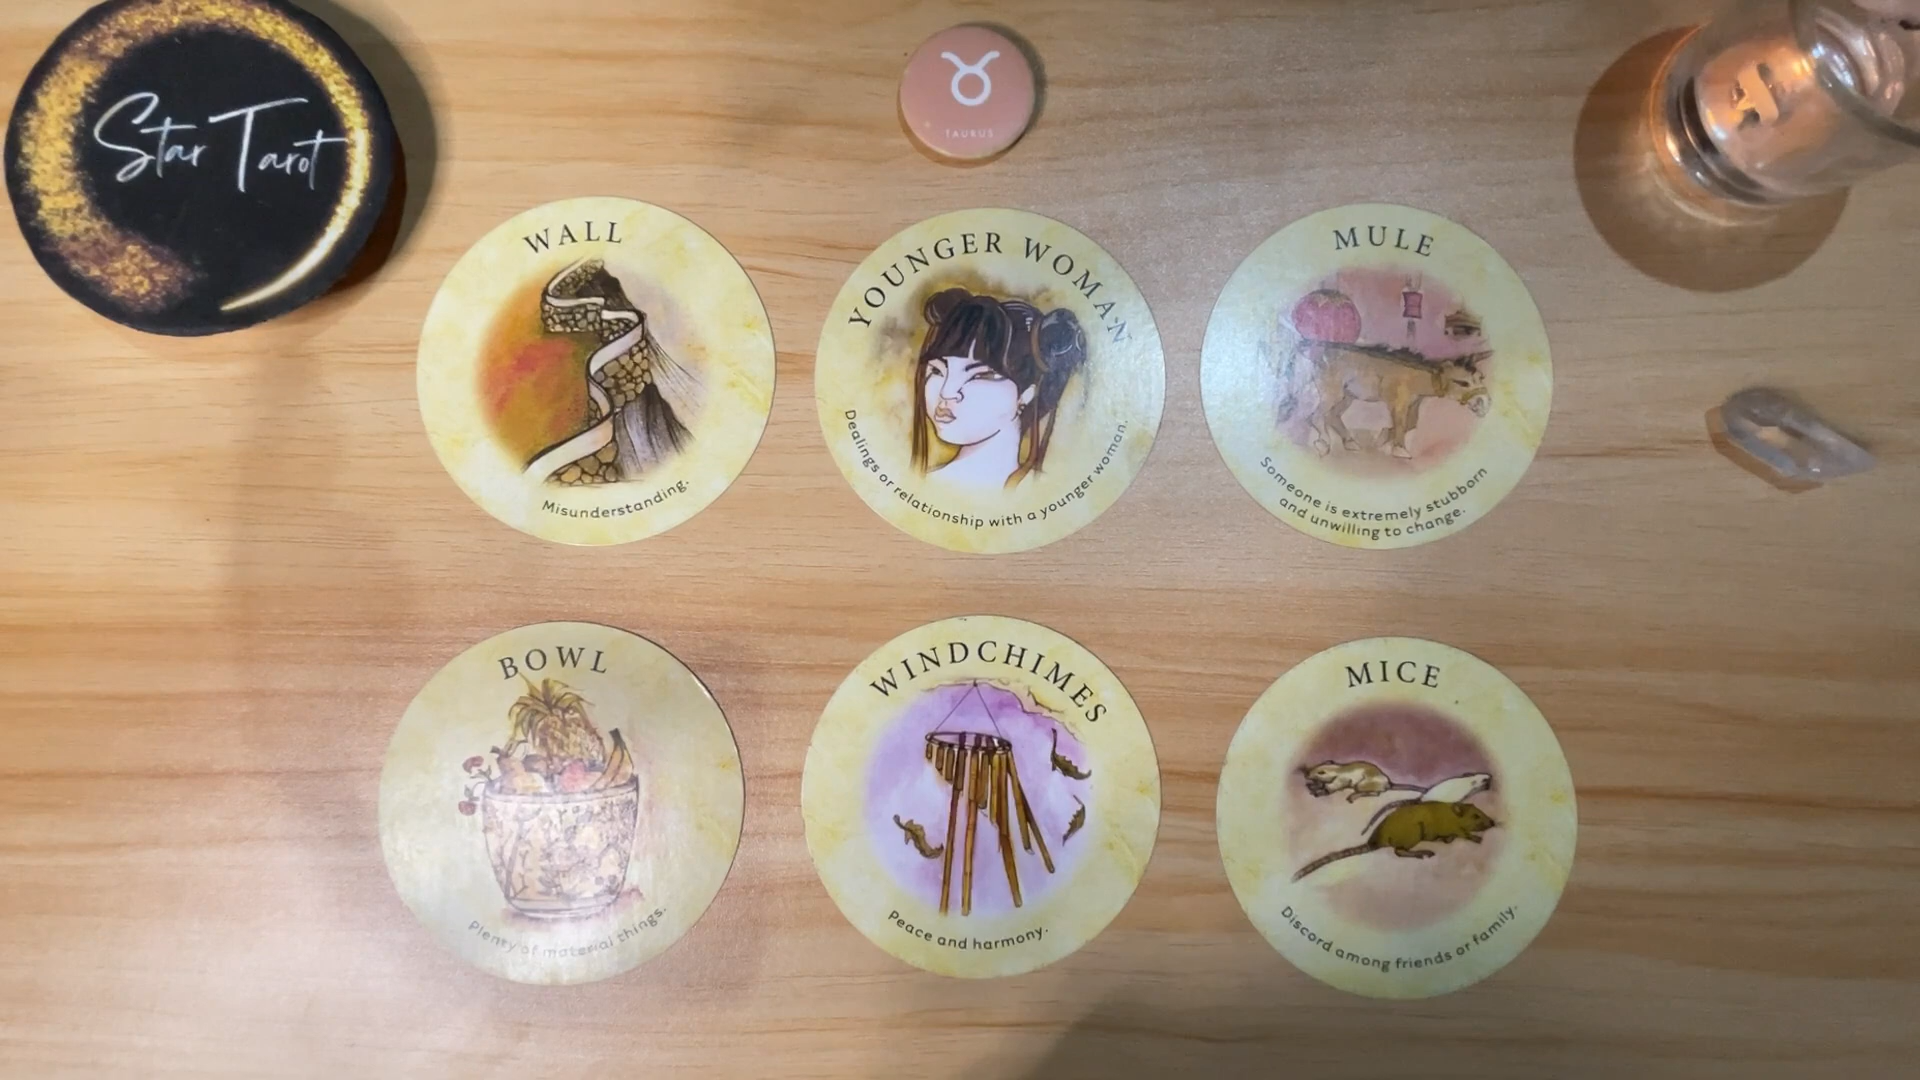 Star Tarot
TAURUS
WALL
Misunderstanding.
YOUNGER WOMAN
Dealings or relationship with a younger woman.
MULE
Someone is extremely stubborn
and unwilling to change.
BOWL
Plenty of material things.
WINDCHIMES
Peace and harmony.
MICE
Discord among friends or family.